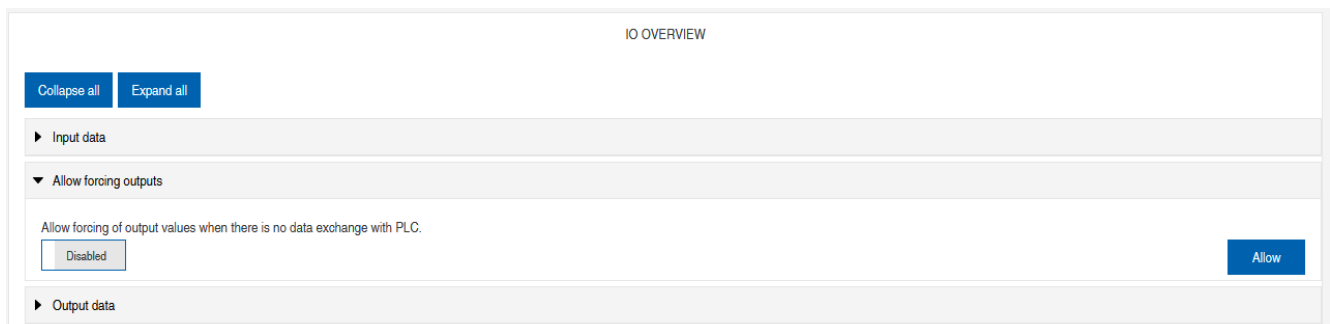 IO OVERVIEW
Collapse all Expand all
Input data
Allow forcing outputs
Allow forcing of output values when there is no data exchange with PLC.
Disabled Allow
Output data